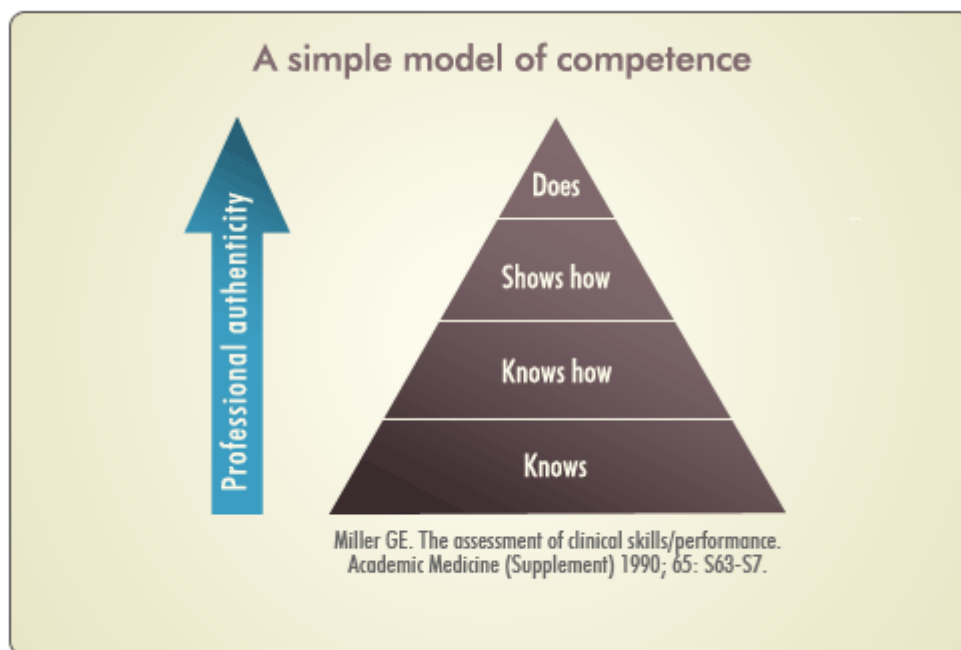 A simple model of competence
Professional authenticity
Does
Shows how
Knows how
Knows
Miller GE. The assessment of clinical skills/performance.
Academic Medicine (Supplement) 1990; 65: S63-S7.